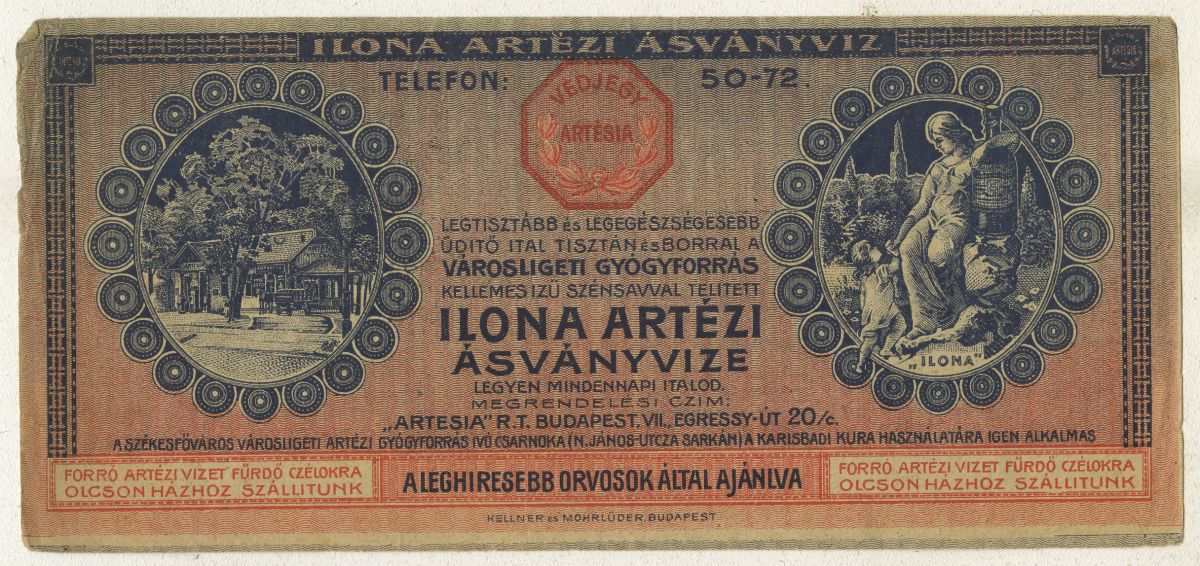 ILONA ARTÉZI ÁSVÁNYVIZ
ARTÉSIA
ARTÉSIA
TELEFON: 50-72.
VÉDJEGY
ARTÉSIA
LEGTISZTÁBB és LEGEGÉSZSÉGESEBB
ÜDITŐ ITAL TISZTÁN és BORRAL A
VÁROSLIGETI GYÓGYFORRÁS
KELLEMES IZÜ SZÉNSAVVAL TELITETT
ILONA ARTÉZI
ÁSVÁNYVIZE
LEGYEN MINDENNAPI ITALOD.
MEGRENDELÉSI CZIM:
„ARTESIA" R.T. BUDAPEST, VII., EGRESSY-ÚT 20/c.
„ILONA"
A SZÉKESFŐVÁROS VÁROSLIGETI ARTÉZI GYÓGYFORRÁS IVÓ CSARNOKA (N. JÁNOS-UTCZA SARKÁN) A KARLSBADI KURA HASZNÁLATÁRA IGEN ALKALMAS
FORRÓ ARTÉZI VIZET FÜRDŐ CZÉLOKRA
OLCSON HÁZHOZ SZÁLLITUNK
A LEGHIRESEBB ORVOSOK ÁLTAL AJÁNLVA
FORRÓ ARTÉZI VIZET FÜRDŐ CZÉLOKRA
OLCSON HÁZHOZ SZÁLLITUNK
KELLNER és MOHRLÜDER, BUDAPEST